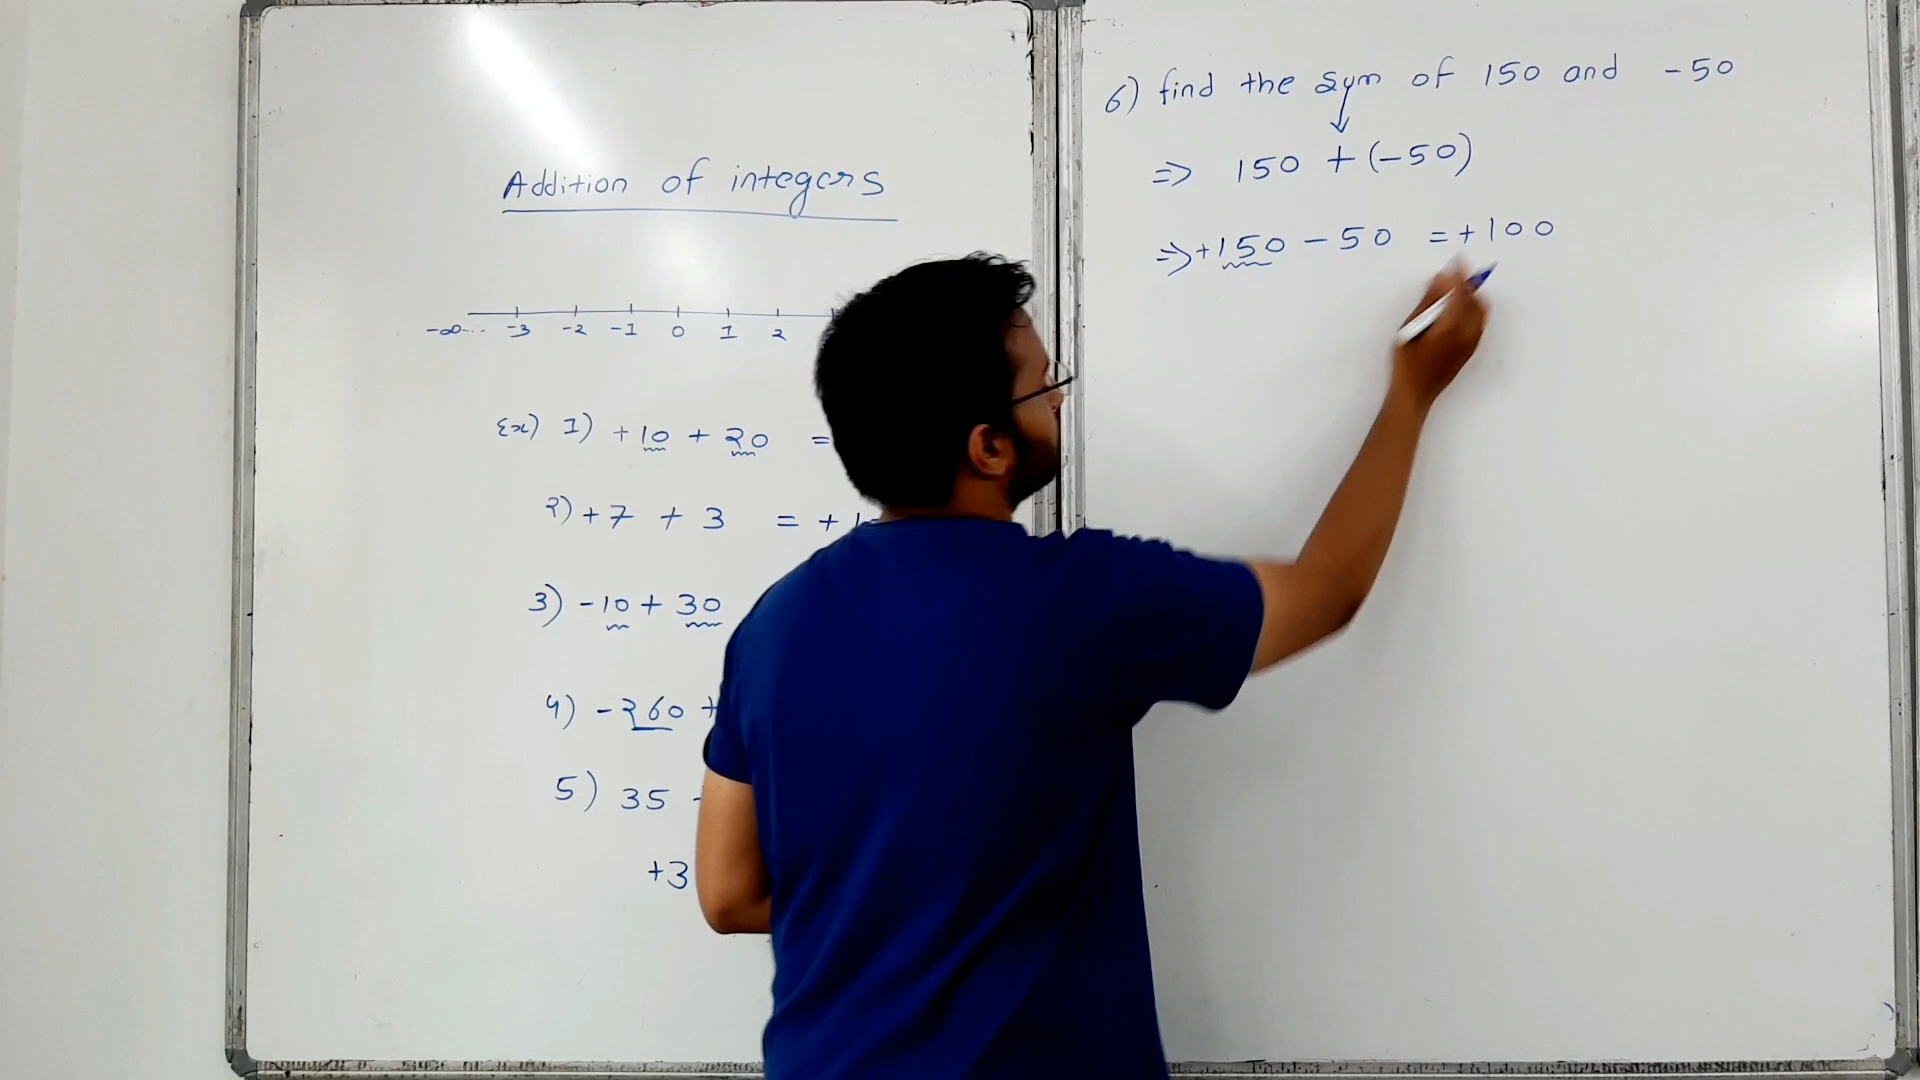 Addition of integers
-∞... -3 -2 -1 0 1 2
Ex) 1) +10 + 20 =
2) +7 + 3 = + 1
3) -10 + 30
4) -260 +
5) 35 -
+3
6) find the sum of 150 and -50
⇒ 150 + (-50)
⇒ +150 - 50 = +100